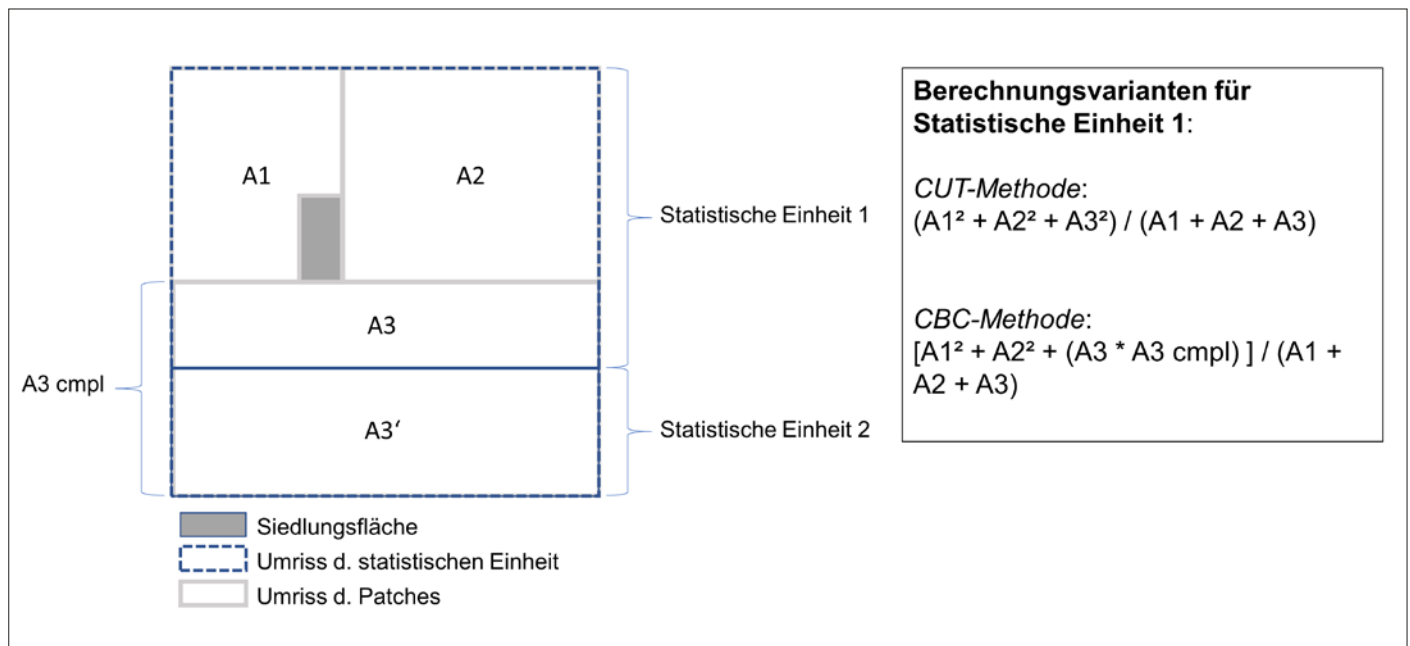 A1
A2
Statistische Einheit 1
A3
A3 cmpl
A3‘
Statistische Einheit 2
Siedlungsfläche
Umriss d. statistischen Einheit
Umriss d. Patches
Berechnungsvarianten für
Statistische Einheit 1:
CUT-Methode:
(A1² + A2² + A3²) / (A1 + A2 + A3)
CBC-Methode:
[A1² + A2² + (A3 * A3 cmpl) ] / (A1 +
A2 + A3)